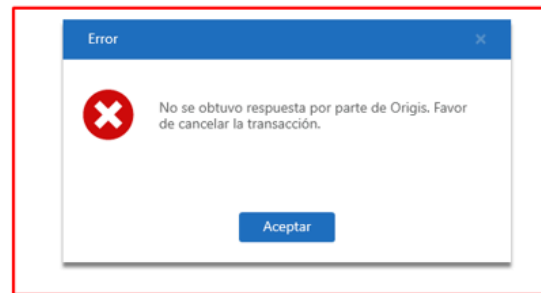 Error
No se obtuvo respuesta por parte de Origis. Favor
de cancelar la transacción.
Aceptar